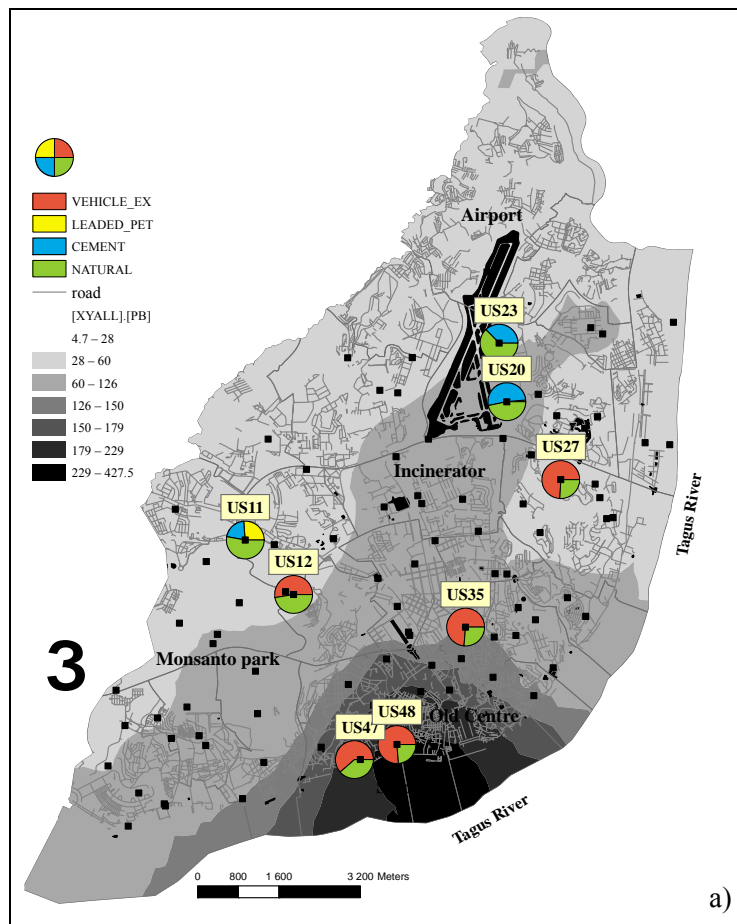 Airport
VEHICLE_EX
LEADED_PET
CEMENT
NATURAL
road
[XYALL].[PB]
4.7 – 28
28 – 60
60 – 126
126 – 150
150 – 179
179 – 229
229 – 427.5
US23
US20
Incinerator
US27
US11
US12
Tagus River
US35
3
Monsanto park
US48
Old Centre
US47
Tagus River
0 800 1 600 3 200 Meters
a)